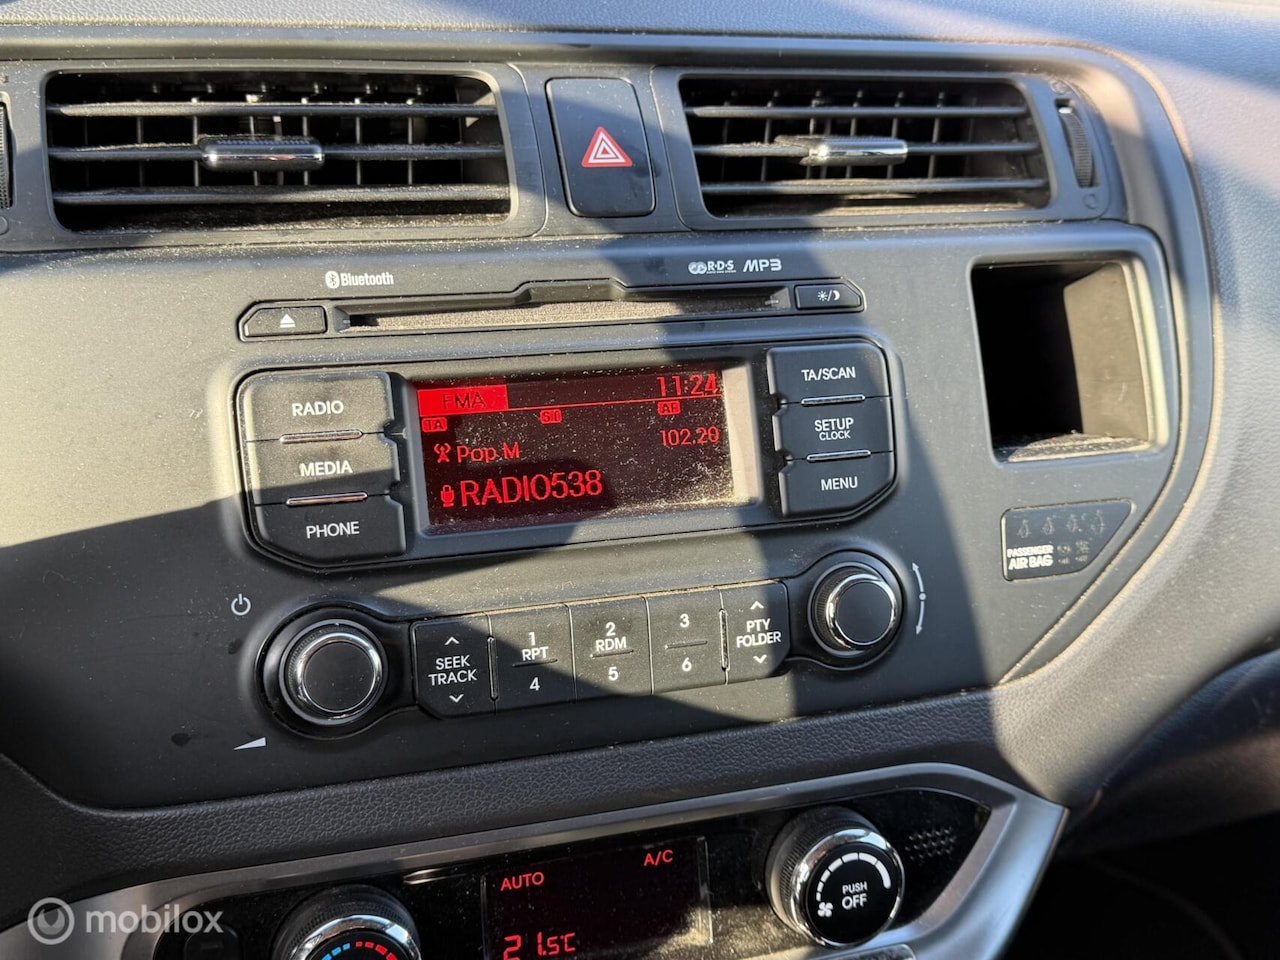 Bluetooth
R·D·S MP3
RADIO
MEDIA
PHONE
FMA 11:24
TA ST AF
Pop.M 102.20
RADIO538
TA/SCAN
SETUP
CLOCK
MENU
PASSENGER
AIR BAG
SEEK
TRACK
1
RPT
4
2
RDM
5
3
6
PTY
FOLDER
AUTO
A/C
21.5°C
PUSH
OFF
mobilox